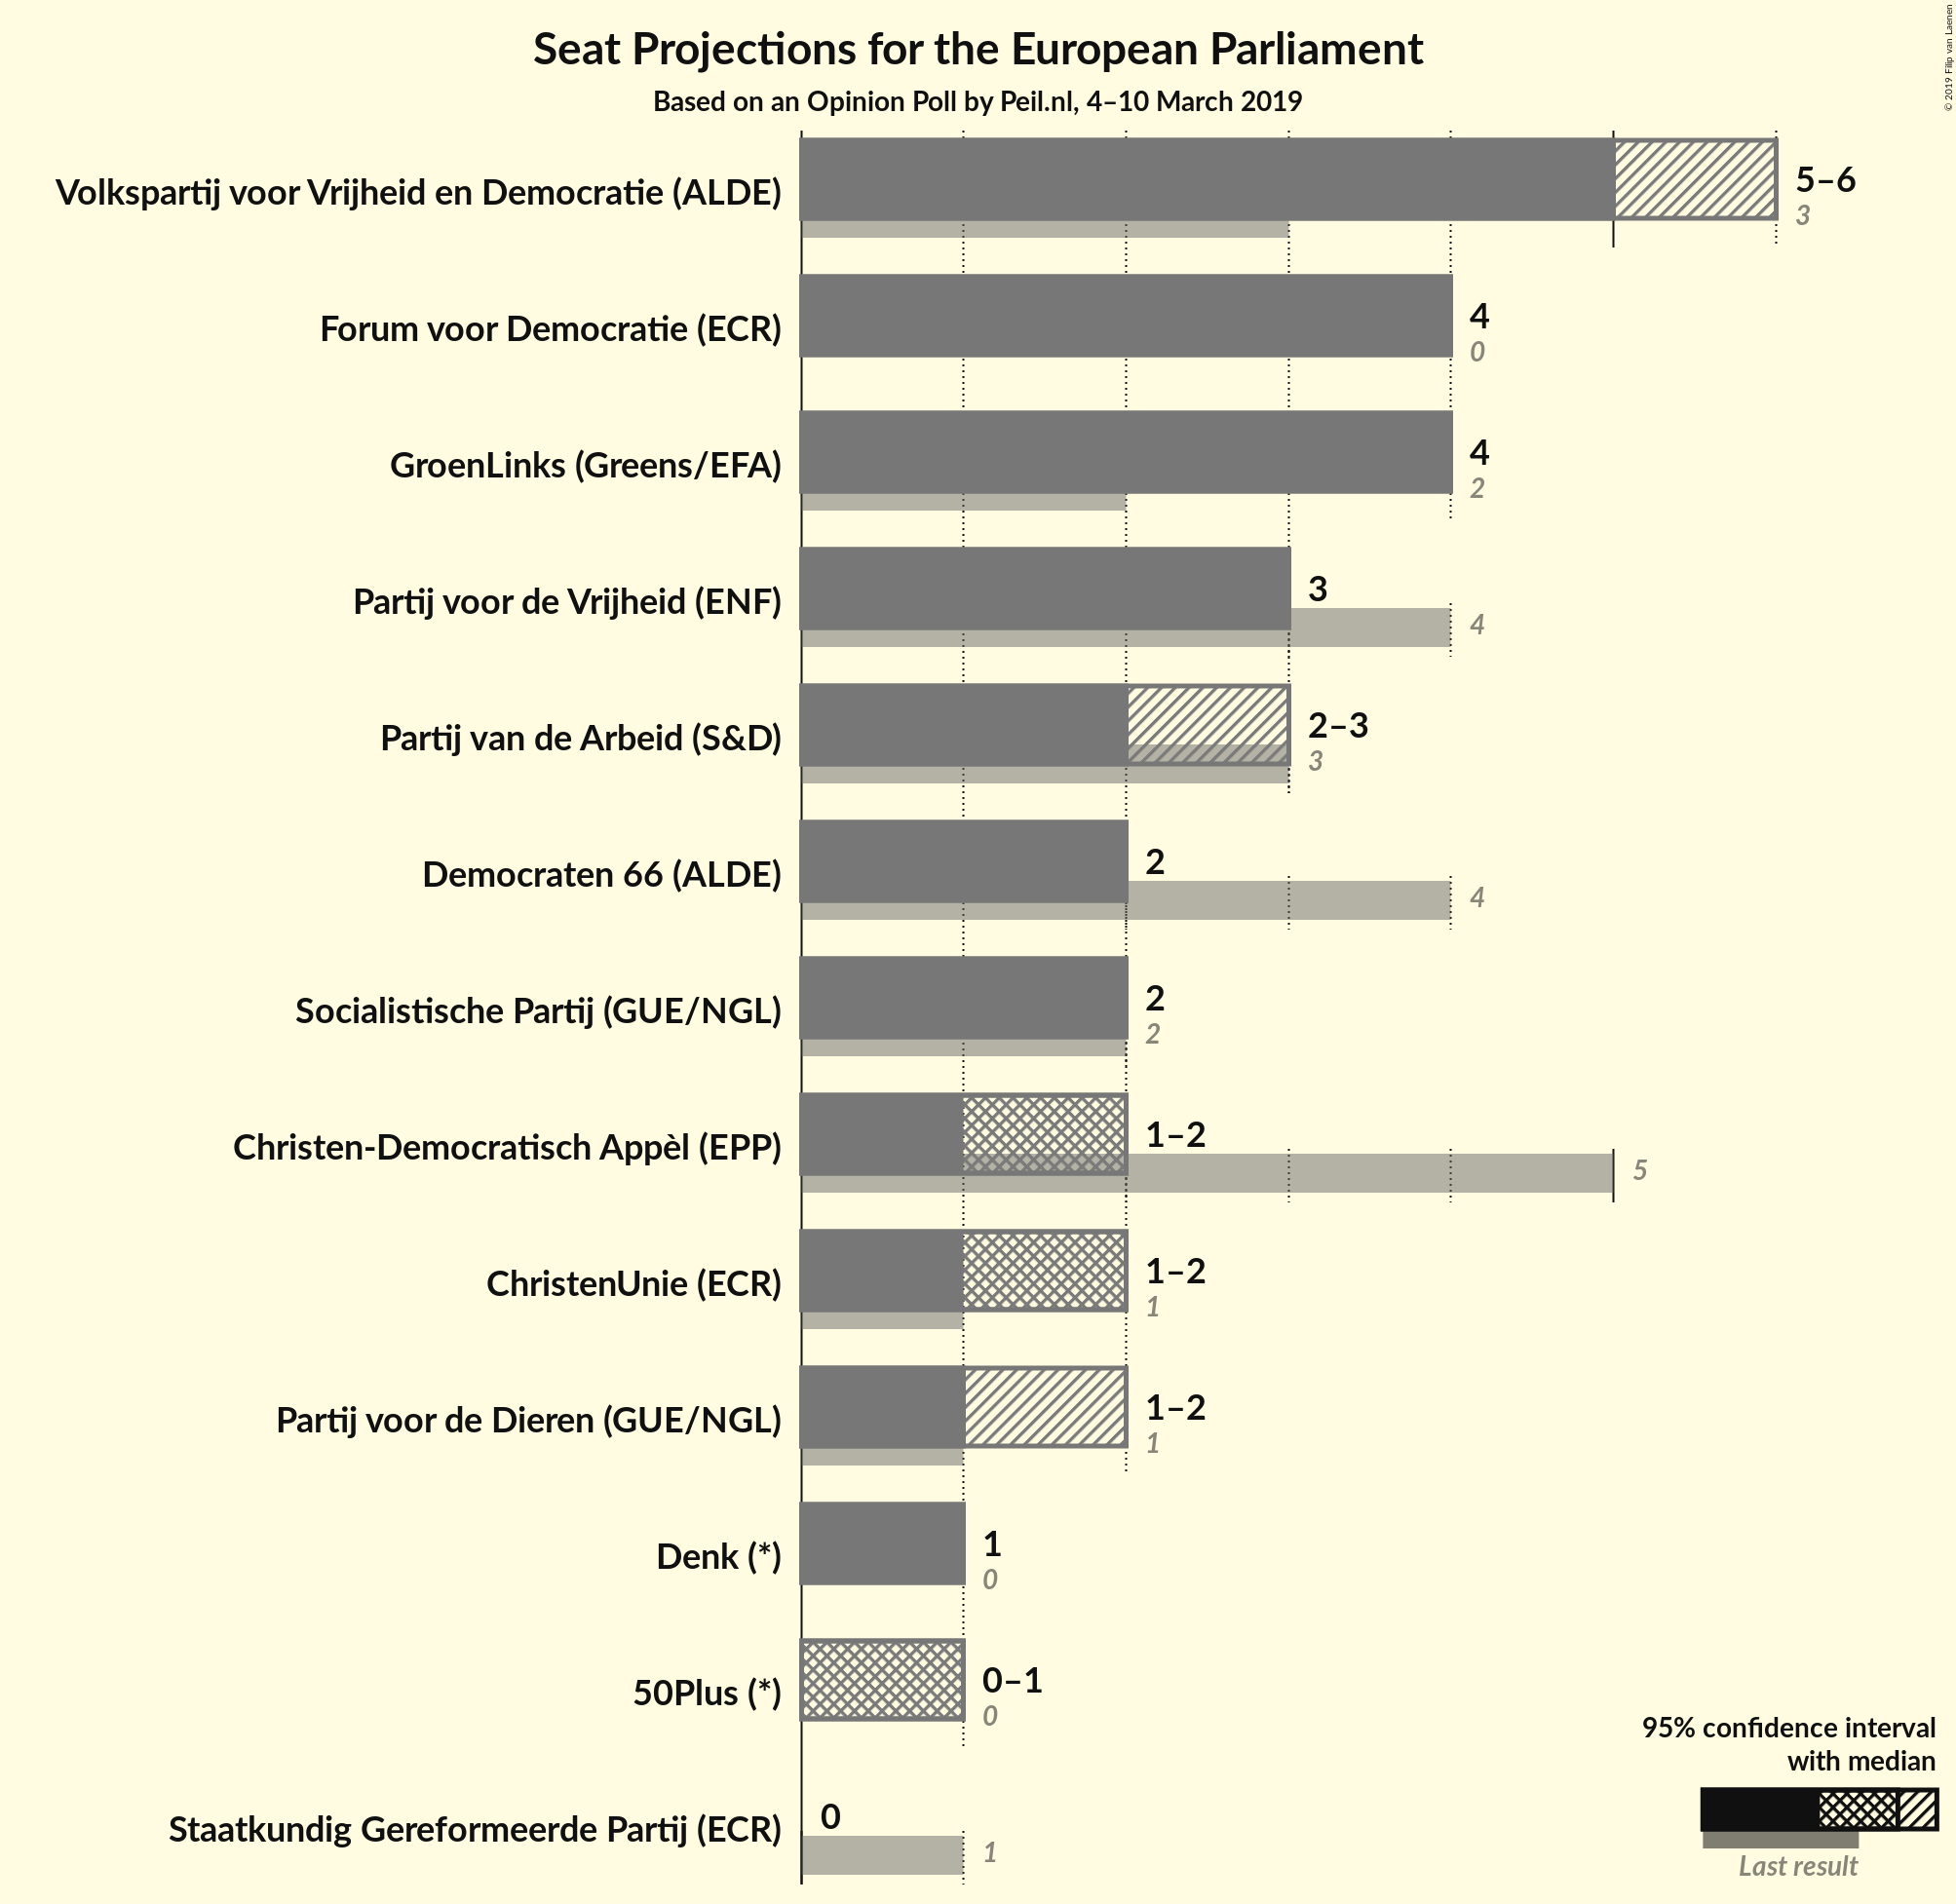 Seat Projections for the European Parliament
Based on an Opinion Poll by Peil.nl, 4–10 March 2019
© 2019 Filip van Laenen
Volkspartij voor Vrijheid en Democratie (ALDE)
5–6
3
Forum voor Democratie (ECR)
4
0
GroenLinks (Greens/EFA)
4
2
Partij voor de Vrijheid (ENF)
3
4
Partij van de Arbeid (S&D)
2–3
3
Democraten 66 (ALDE)
2
4
Socialistische Partij (GUE/NGL)
2
2
Christen-Democratisch Appèl (EPP)
1–2
5
ChristenUnie (ECR)
1–2
1
Partij voor de Dieren (GUE/NGL)
1–2
1
Denk (*)
1
0
50Plus (*)
0–1
0
Staatkundig Gereformeerde Partij (ECR)
0
1
95% confidence interval
with median
Last result